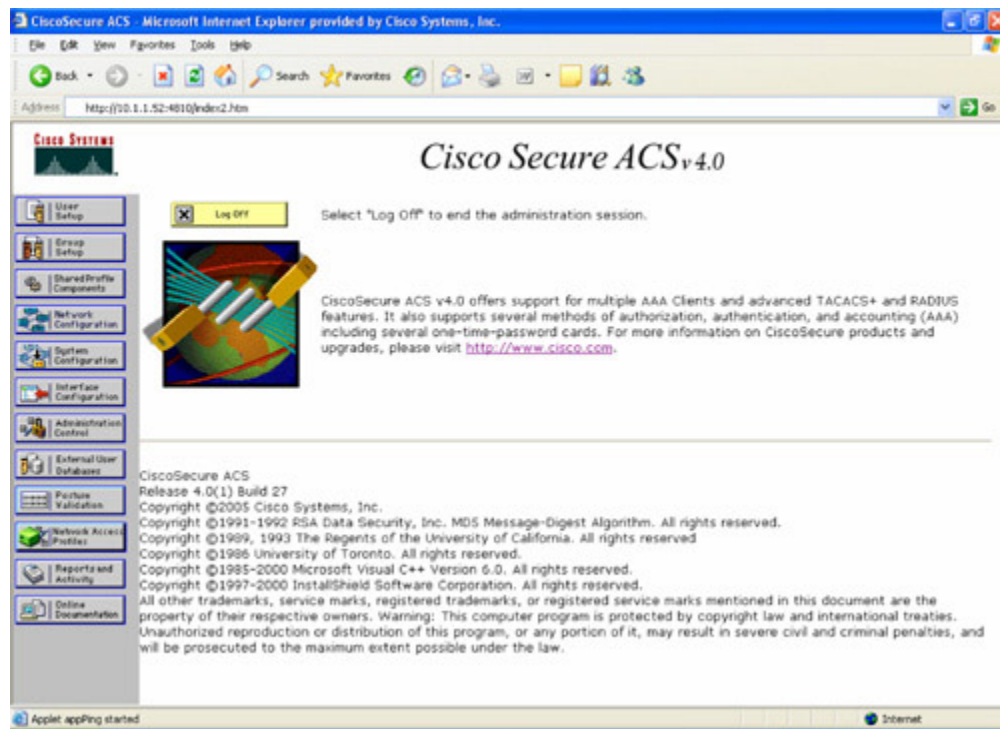 CiscoSecure ACS - Microsoft Internet Explorer provided by Cisco Systems, Inc.
File Edit View Favorites Tools Help
Back Search Favorites
Address http://10.1.1.52:4810/index2.htm Go
CISCO SYSTEMS
Cisco Secure ACS v 4.0
User Setup
Group Setup
Shared Profile Components
Network Configuration
System Configuration
Interface Configuration
Administration Control
External User Databases
Posture Validation
Network Access Profiles
Reports and Activity
Online Documentation
Log Off
Select "Log Off" to end the administration session.
CiscoSecure ACS v4.0 offers support for multiple AAA Clients and advanced TACACS+ and RADIUS
features. It also supports several methods of authorization, authentication, and accounting (AAA)
including several one-time-password cards. For more information on CiscoSecure products and
upgrades, please visit http://www.cisco.com.
CiscoSecure ACS
Release 4.0(1) Build 27
Copyright ©2005 Cisco Systems, Inc.
Copyright ©1991-1992 RSA Data Security, Inc. MD5 Message-Digest Algorithm. All rights reserved.
Copyright ©1989, 1993 The Regents of the University of California. All rights reserved
Copyright ©1986 University of Toronto. All rights reserved.
Copyright ©1985-2000 Microsoft Visual C++ Version 6.0. All rights reserved.
Copyright ©1997-2000 InstallShield Software Corporation. All rights reserved.
All other trademarks, service marks, registered trademarks, or registered service marks mentioned in this document are the
property of their respective owners. Warning: This computer program is protected by copyright law and international treaties.
Unauthorized reproduction or distribution of this program, or any portion of it, may result in severe civil and criminal penalties, and
will be prosecuted to the maximum extent possible under the law.
Applet appPing started
Internet